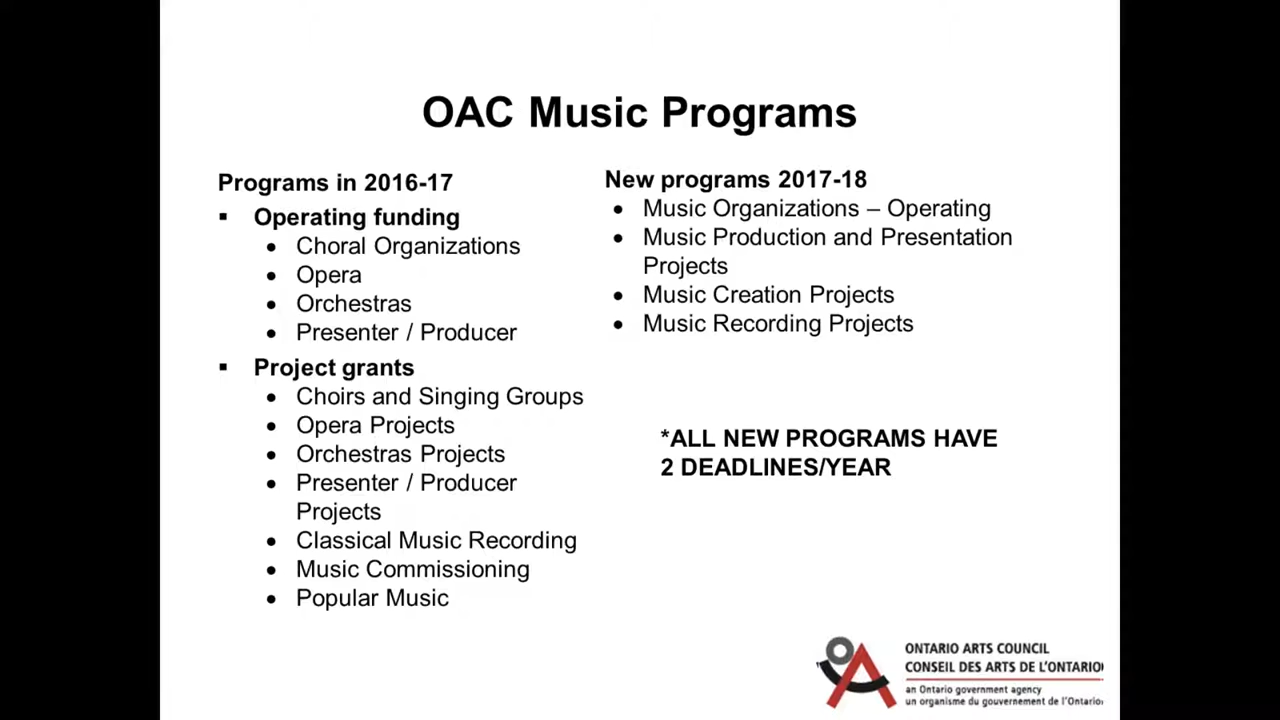 OAC Music Programs
Programs in 2016-17
▪ Operating funding
• Choral Organizations
• Opera
• Orchestras
• Presenter / Producer
▪ Project grants
• Choirs and Singing Groups
• Opera Projects
• Orchestras Projects
• Presenter / Producer
Projects
• Classical Music Recording
• Music Commissioning
• Popular Music
New programs 2017-18
• Music Organizations – Operating
• Music Production and Presentation
Projects
• Music Creation Projects
• Music Recording Projects
*ALL NEW PROGRAMS HAVE
2 DEADLINES/YEAR
ONTARIO ARTS COUNCIL
CONSEIL DES ARTS DE L'ONTARIO
an Ontario government agency
un organisme du gouvernement de l'Ontario